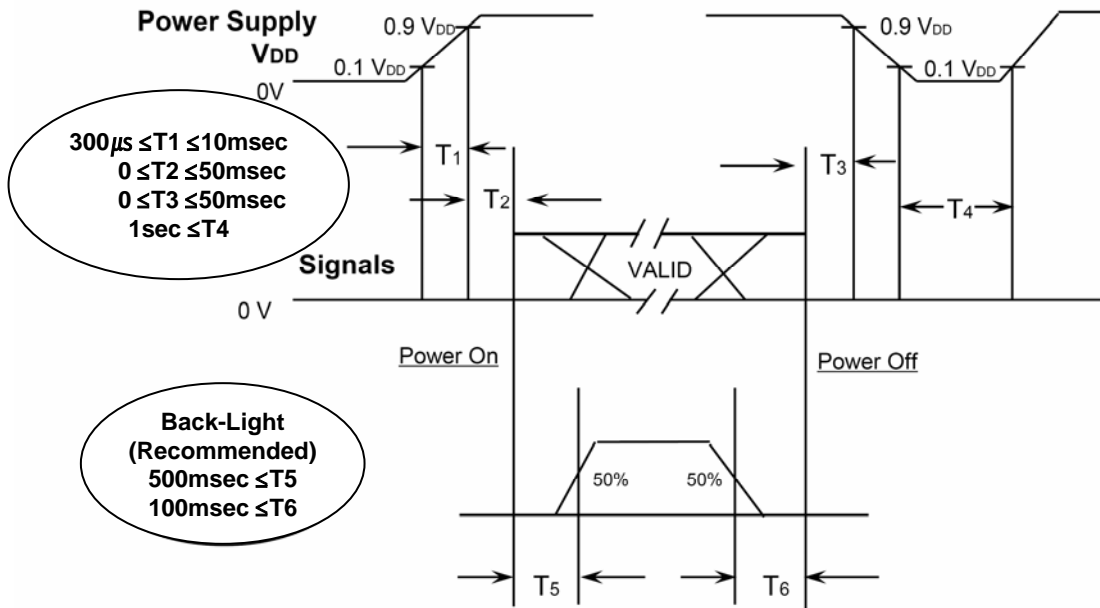 Power Supply
VDD
0.9 VDD
0.9 VDD
0.1 VDD
0.1 VDD
0V
300㎲ ≤T1 ≤10msec
0 ≤T2 ≤50msec
0 ≤T3 ≤50msec
1sec ≤T4
T1
T3
T2
T4
Signals
VALID
0 V
Power On
Power Off
Back-Light
(Recommended)
500msec ≤T5
100msec ≤T6
50%
50%
T5
T6